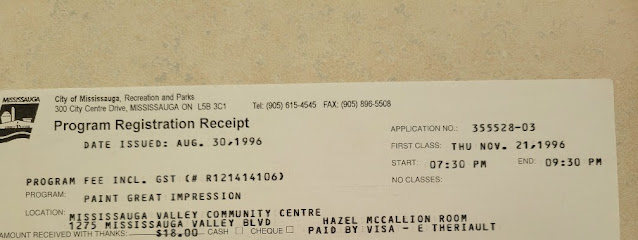 MISSISSAUGA
City of Mississauga, Recreation and Parks
300 City Centre Drive, MISSISSAUGA ON L5B 3C1 Tel: (905) 615-4545 FAX: (905) 896-5508
Program Registration Receipt
DATE ISSUED: AUG. 30,1996
APPLICATION NO.: 355528-03
FIRST CLASS: THU NOV. 21,1996
START: 07:30 PM END: 09:30 PM
NO CLASSES:
PROGRAM FEE INCL. GST (# R121414106)
PROGRAM: PAINT GREAT IMPRESSION
LOCATION: MISSISSAUGA VALLEY COMMUNITY CENTRE
1275 MISSISSAUGA VALLEY BLVD HAZEL MCCALLION ROOM
AMOUNT RECEIVED WITH THANKS: $18.00 CASH CHEQUE PAID BY VISA - E THERIAULT